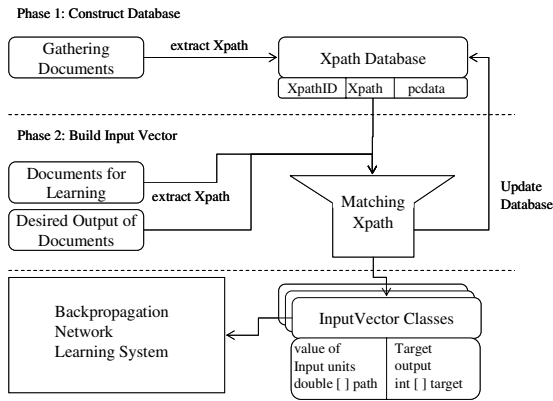 Phase 1: Construct Database
Gathering
Documents
extract Xpath
Xpath Database
XpathID Xpath pcdata
Phase 2: Build Input Vector
Documents for
Learning
extract Xpath
Desired Output of
Documents
Matching
Xpath
Update
Database
Backpropagation
Network
Learning System
InputVector Classes
value of
Input units
double [ ] path
Target
output
int [ ] target